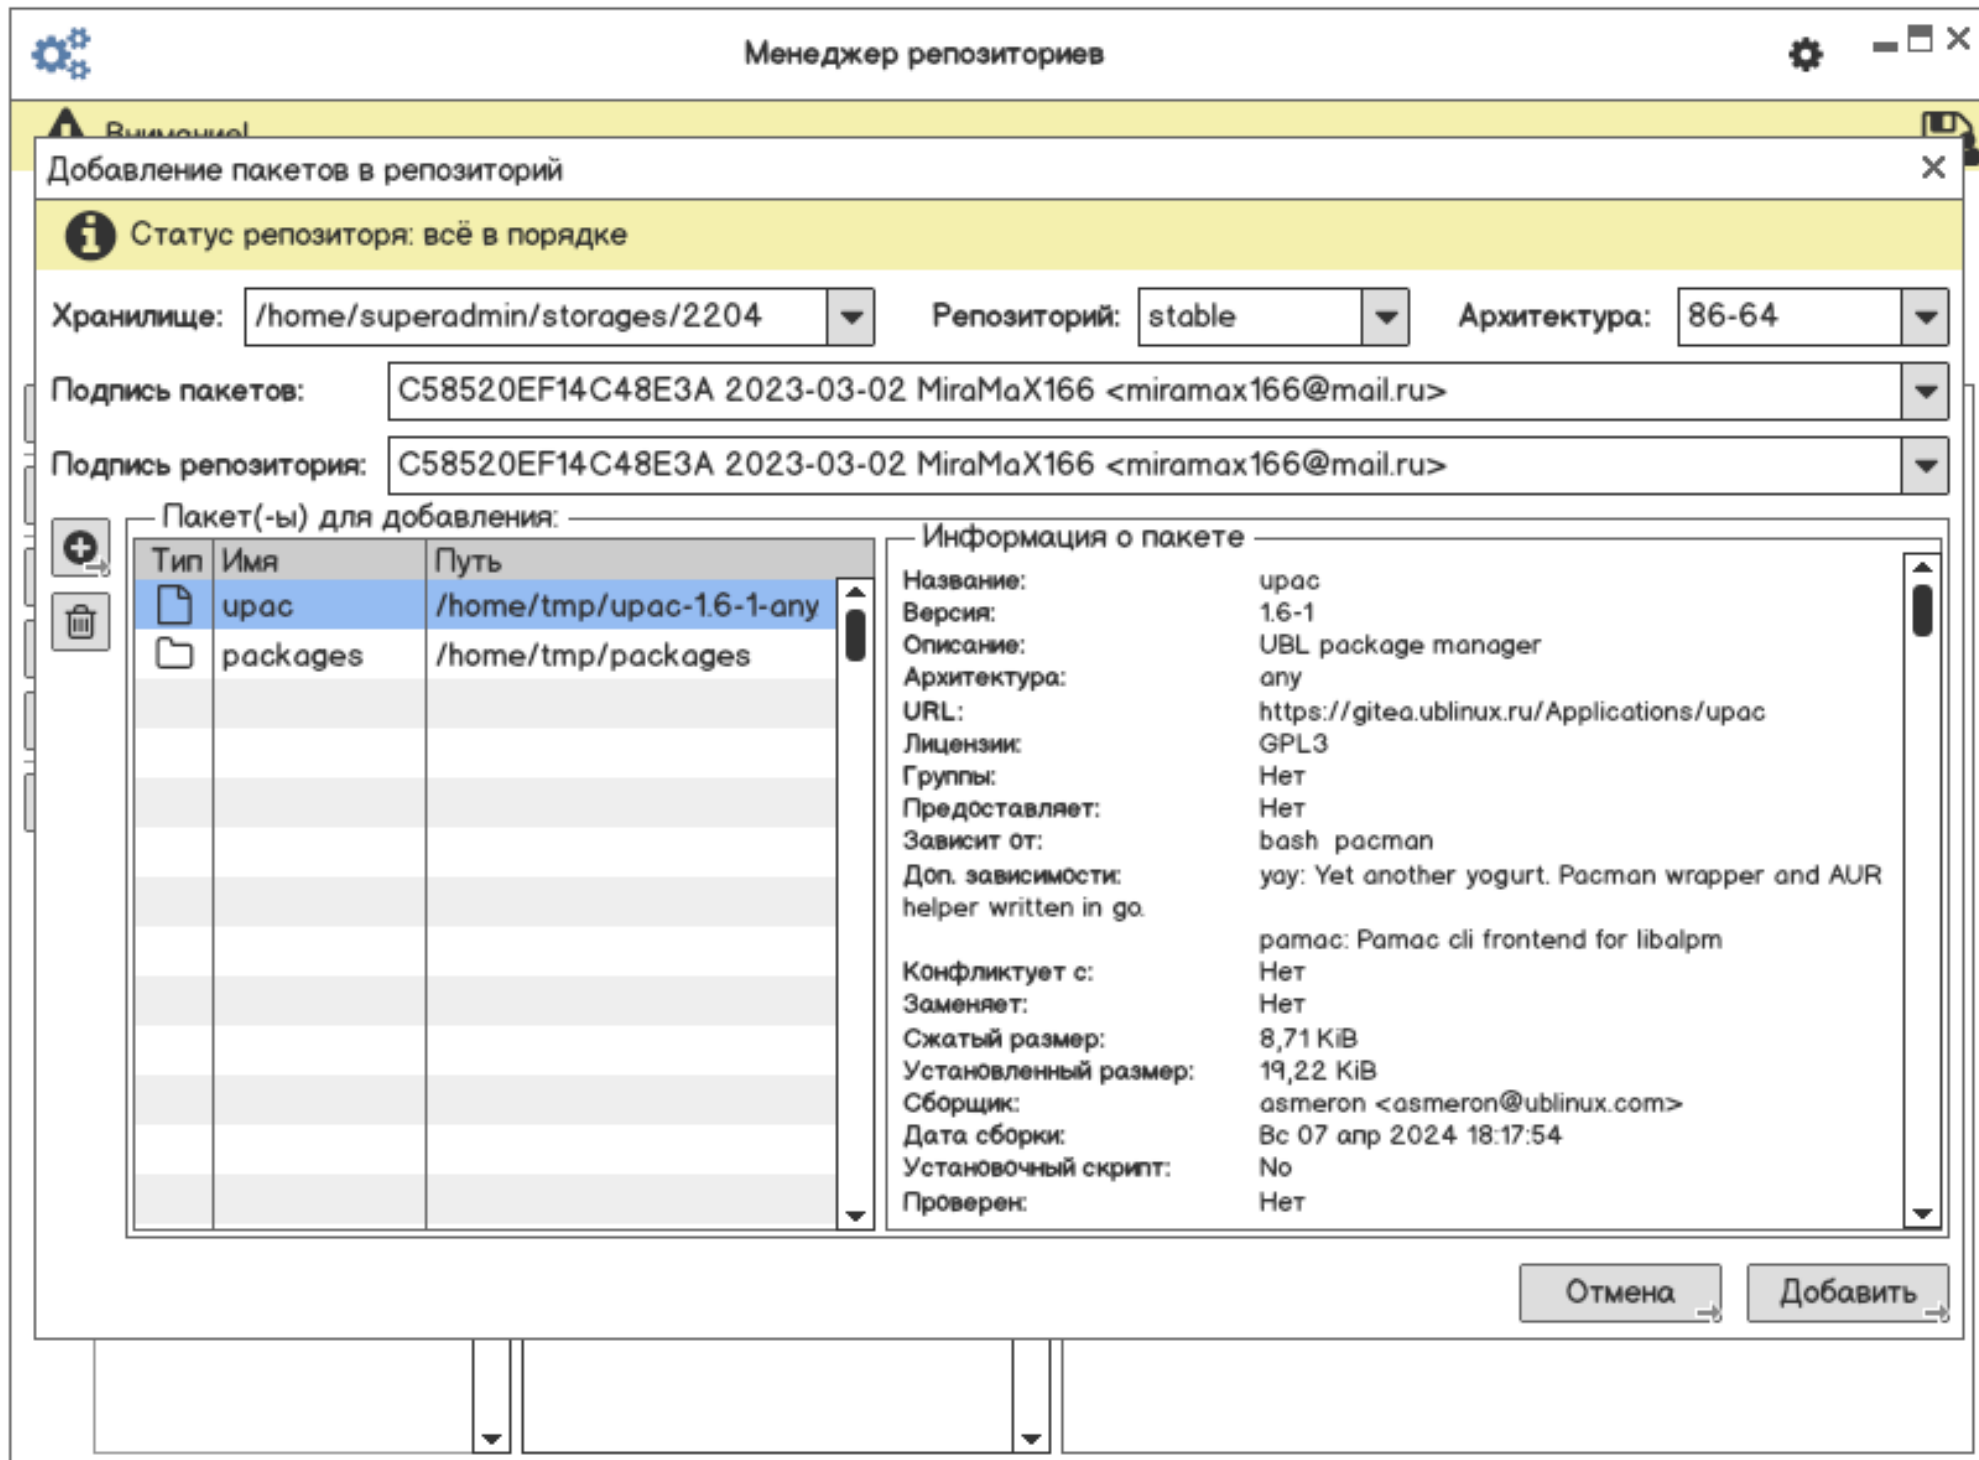 Менеджер репозиториев
Внимание!
Добавление пакетов в репозиторий
Статус репозиторя: всё в порядке
Хранилище: /home/superadmin/storages/2204 Репозиторий: stable Архитектура: 86-64
Подпись пакетов: C58520EF14C48E3A 2023-03-02 MiraMaX166 <miramax166@mail.ru>
Подпись репозитория: C58520EF14C48E3A 2023-03-02 MiraMaX166 <miramax166@mail.ru>
Пакет(-ы) для добавления:
Тип Имя Путь
upac /home/tmp/upac-1.6-1-any
packages /home/tmp/packages
Информация о пакете
Название: upac
Версия: 1.6-1
Описание: UBL package manager
Архитектура: any
URL: https://gitea.ublinux.ru/Applications/upac
Лицензии: GPL3
Группы: Нет
Предоставляет: Нет
Зависит от: bash pacman
Доп. зависимости: yay: Yet another yogurt. Pacman wrapper and AUR
helper written in go.
pamac: Pamac cli frontend for libalpm
Конфликтует с: Нет
Заменяет: Нет
Сжатый размер: 8,71 KiB
Установленный размер: 19,22 KiB
Сборщик: asmeron <asmeron@ublinux.com>
Дата сборки: Вс 07 апр 2024 18:17:54
Установочный скрипт: No
Проверен: Нет
Отмена Добавить